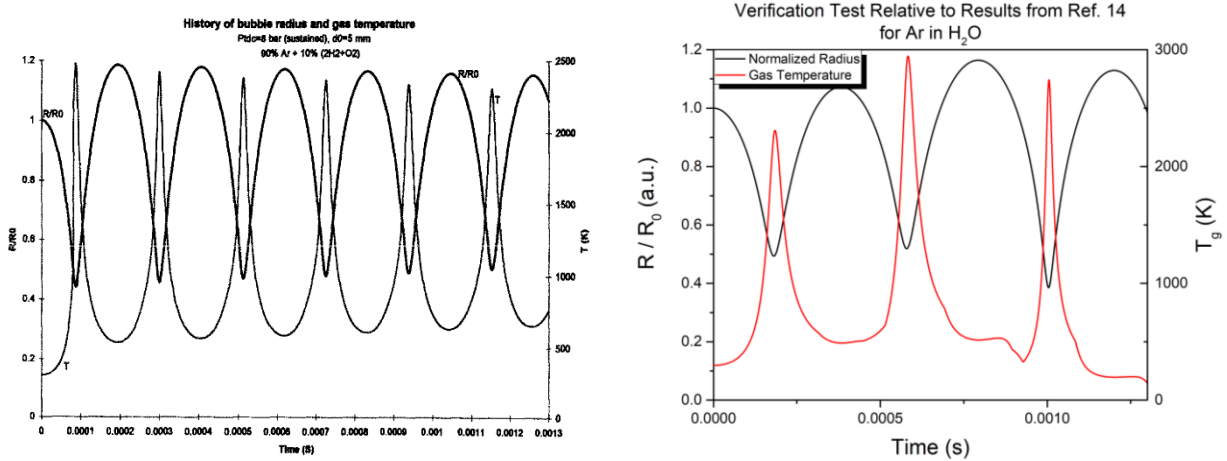 History of bubble radius and gas temperature
Ptdc=8 bar (sustained), d0=5 mm
90% Ar + 10% (2H2+O2)
1.2
1
0.8
0.6
0.4
0.2
0
R/R0
R/R0
R/R0
T
T
2500
2000
1500
1000
500
0
T (K)
0 0.0001 0.0002 0.0003 0.0004 0.0005 0.0006 0.0007 0.0008 0.0009 0.001 0.0011 0.0012 0.0013
Time (S)
Verification Test Relative to Results from Ref. 14
for Ar in H₂O
Normalized Radius
Gas Temperature
1.2
1.0
0.8
0.6
0.4
0.2
0.0
R / R₀ (a.u.)
3000
2000
1000
0
T_g (K)
0.0000 0.0005 0.0010
Time (s)